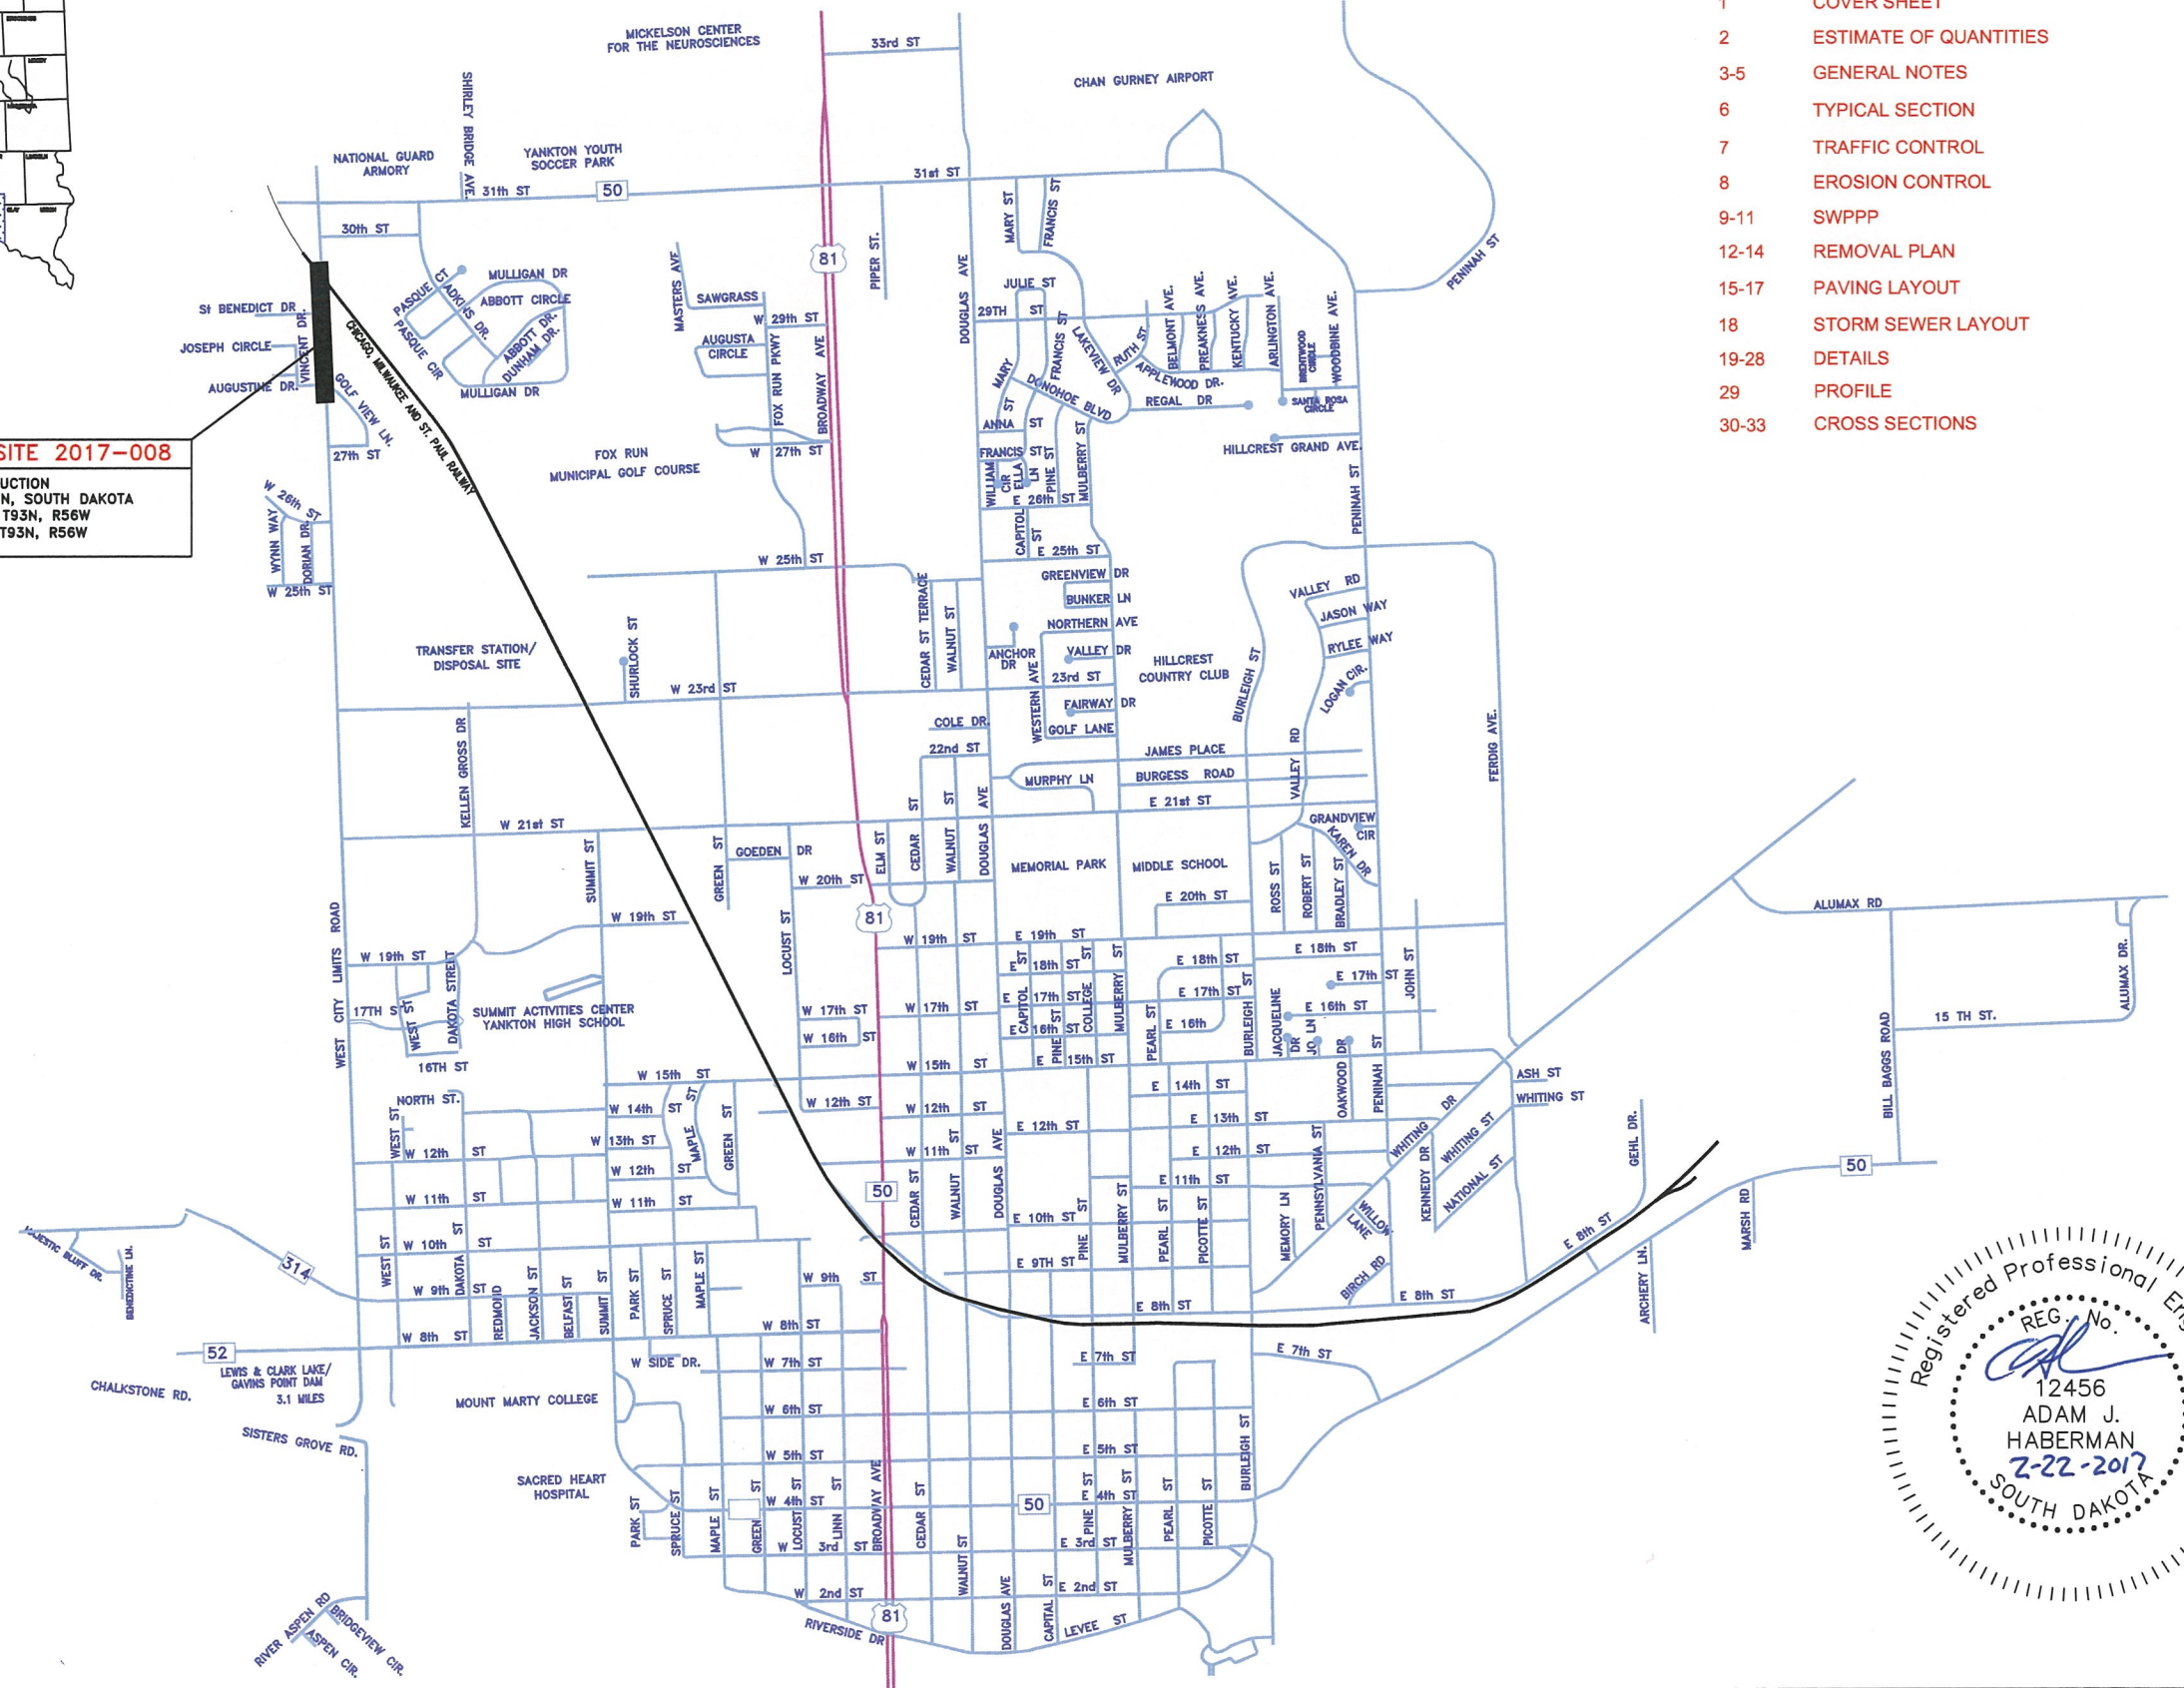 1 COVER SHEET
2 ESTIMATE OF QUANTITIES
3-5 GENERAL NOTES
6 TYPICAL SECTION
7 TRAFFIC CONTROL
8 EROSION CONTROL
9-11 SWPPP
12-14 REMOVAL PLAN
15-17 PAVING LAYOUT
18 STORM SEWER LAYOUT
19-28 DETAILS
29 PROFILE
30-33 CROSS SECTIONS
MICKELSON CENTER
FOR THE NEUROSCIENCES
33rd ST
CHAN GURNEY AIRPORT
SHIRLEY BRIDGE AVE.
NATIONAL GUARD
ARMORY
YANKTON YOUTH
SOCCER PARK
31th ST
50
31st ST
30th ST
MARY ST
FRANCIS ST
PENINAH ST
81
PIPER ST.
DOUGLAS AVE
MASTERS AVE
PASQUE CT
ADKINS DR.
MULLIGAN DR
ABBOTT CIRCLE
ABBOTT DR.
DUNHAM DR.
PASQUE CIR
MULLIGAN DR
SAWGRASS
W 29th ST
AUGUSTA
CIRCLE
FOX RUN PKWY
BROADWAY AVE
St BENEDICT DR.
JOSEPH CIRCLE
AUGUSTINE DR.
VINCENT DR.
GOLF VIEW LN.
CHICAGO, MILWAUKEE AND ST. PAUL RAILWAY
JULIE ST
29TH ST
FRANCIS ST
LAKEVIEW DR
RUTH ST
BELMONT AVE.
PREAKNESS AVE.
KENTUCKY AVE.
ARLINGTON AVE.
BRENTWOOD
CIRCLE
WOODBINE AVE.
APPLEWOOD DR.
MARY ST
DONOHOE BLVD
REGAL DR
SANTA ROSA
CIRCLE
ANNA ST
HILLCREST GRAND AVE.
27th ST
SITE 2017-008
UCTION
N, SOUTH DAKOTA
T93N, R56W
T93N, R56W
FOX RUN
MUNICIPAL GOLF COURSE
W 27th ST
FRANCIS ST
WILLIAM CIR
ELLA LN
PINE ST
MULBERRY ST
E 26th ST
PENINAH ST
W 26th ST
WYNN WAY
DORIAN DR.
W 25th ST
W 25th ST
CAPITOL ST
E 25th ST
GREENVIEW DR
BUNKER LN
NORTHERN AVE
VALLEY RD
JASON WAY
RYLEE WAY
LOGAN CIR.
TRANSFER STATION/
DISPOSAL SITE
SHURLOCK ST
CEDAR ST TERRACE
WALNUT ST
ANCHOR
DR
VALLEY DR
WESTERN AVE
23rd ST
HILLCREST
COUNTRY CLUB
BURLEIGH ST
W 23rd ST
FAIRWAY DR
GOLF LANE
COLE DR.
22nd ST
KELLEN GROSS DR
JAMES PLACE
MURPHY LN
BURGESS ROAD
VALLEY RD
FERDIG AVE.
E 21st ST
W 21st ST
GRANDVIEW
CIR
KAREN DR
SUMMIT ST
GREEN ST
GOEDEN DR
W 20th ST
ELM ST
CEDAR ST
WALNUT ST
DOUGLAS AVE
MEMORIAL PARK
MIDDLE SCHOOL
E 20th ST
ROSS ST
ROBERT ST
BRADLEY ST
81
ALUMAX RD
WEST CITY LIMITS ROAD
W 19th ST
W 19th ST
LOCUST ST
W 19th ST
E 19th ST
E 18th ST
E 18th ST
E 18th ST
JOHN ST
ALUMAX DR.
DAKOTA STREET
17TH ST
WEST ST
SUMMIT ACTIVITIES CENTER
YANKTON HIGH SCHOOL
W 17th ST
W 17th ST
E 17th ST
E 17th ST
E 17th ST
CAPITOL ST
COLLEGE ST
MULBERRY ST
BURLEIGH ST
W 16th ST
E 16th ST
E 16th
E 16th ST
PINE ST
PEARL ST
JACQUELINE DR
JO LN
OAKWOOD DR
PENINAH ST
BILL BAGGS ROAD
15 TH ST.
16TH ST
W 15th ST
W 15th ST
E 15th ST
NORTH ST.
WEST ST
W 14th ST
MAPLE ST
GREEN ST
W 12th ST
W 12th ST
E 14th ST
ASH ST
WHITING ST
WHITING DR
WHITING ST
W 13th ST
E 12th ST
E 13th ST
W 12th ST
W 12th ST
W 11th ST
E 12th ST
PENNSYLVANIA ST
KENNEDY DR
NATIONAL ST
GEHL DR.
50
W 11th ST
W 11th ST
50
CEDAR ST
WALNUT ST
DOUGLAS AVE
E 11th ST
E 10th ST
PINE ST
MULBERRY ST
PEARL ST
PICOTTE ST
MEMORY LN
WILLOW
LANE
MARSH RD
E 8th ST
MAJESTIC BLUFF DR.
BENEDICTINE LN.
314
WEST ST
W 10th ST
DAKOTA ST
W 9th ST
REDMOND
JACKSON ST
BELFAST ST
SUMMIT ST
PARK ST
SPRUCE ST
MAPLE ST
W 9th ST
E 9TH ST
BIRCH RD
E 8th ST
E 8th ST
ARCHERY LN.
W 8th ST
W 8th ST
52
LEWIS & CLARK LAKE/
GAVINS POINT DAM
3.1 MILES
CHALKSTONE RD.
W SIDE DR.
W 7th ST
E 7th ST
E 7th ST
MOUNT MARTY COLLEGE
W 6th ST
E 6th ST
SISTERS GROVE RD.
W 5th ST
E 5th ST
BURLEIGH ST
SACRED HEART
HOSPITAL
PARK ST
SPRUCE ST
MAPLE ST
GREEN ST
W 4th ST
LOCUST ST
LINN ST
BROADWAY AVE
CEDAR ST
50
E 4th ST
PINE ST
MULBERRY ST
PEARL ST
PICOTTE ST
W 3rd ST
E 3rd ST
WALNUT ST
W 2nd ST
E 2nd ST
DOUGLAS AVE
CAPITAL ST
81
RIVERSIDE DR
LEVEE ST
RIVER ASPEN RD
BRIDGEVIEW CIR.
ASPEN CIR.
Registered Professional
REG. No.
12456
ADAM J.
HABERMAN
2-22-2017
SOUTH DAKOTA